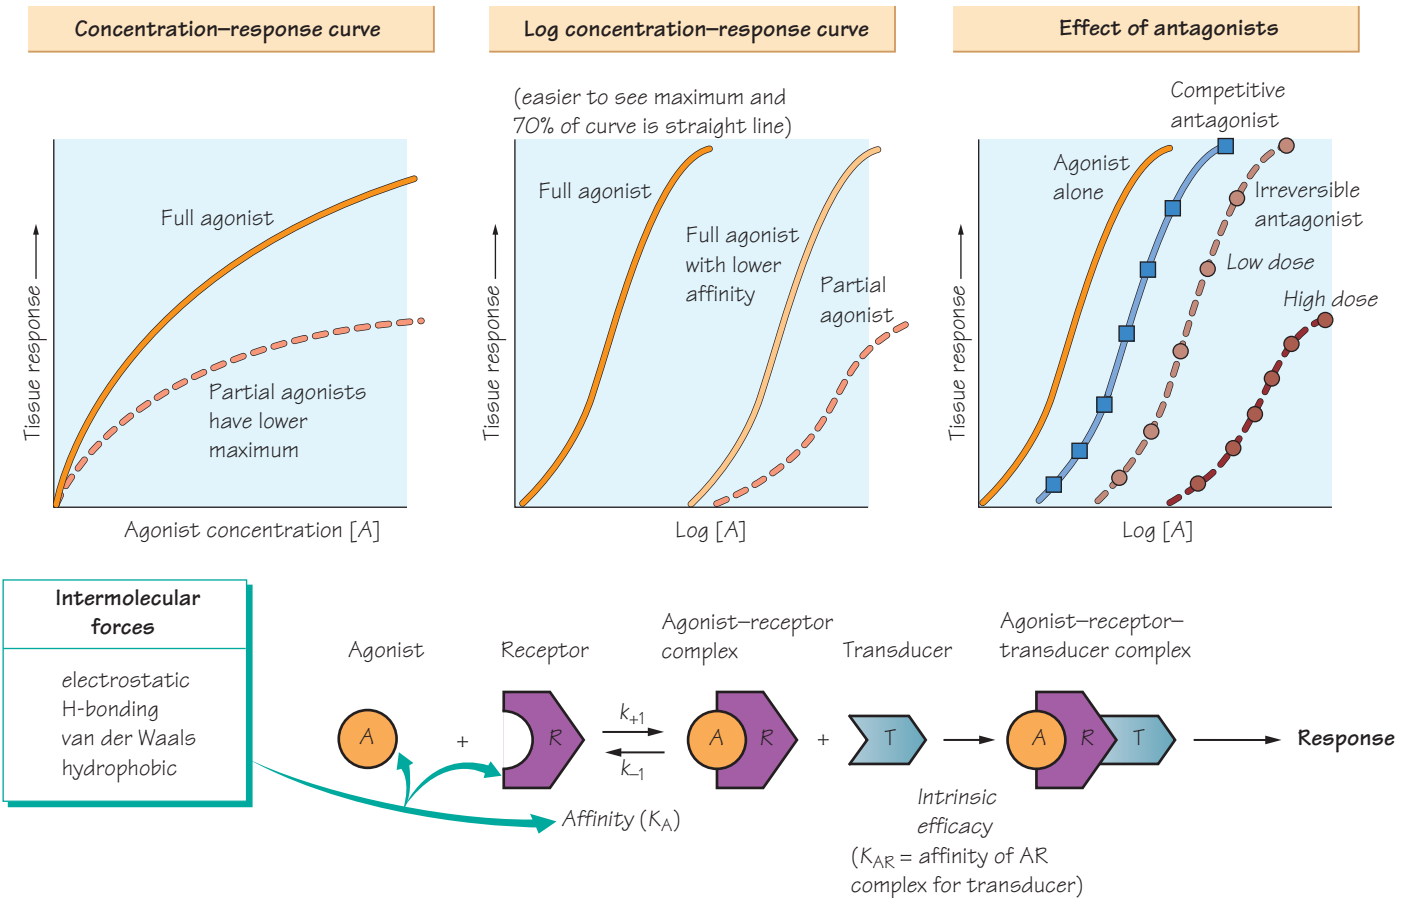 Concentration–response curve
Full agonist
Partial agonists
have lower
maximum
Tissue response
Agonist concentration [A]
Log concentration–response curve
(easier to see maximum and
70% of curve is straight line)
Full agonist
Full agonist
with lower
affinity
Partial
agonist
Tissue response
Log [A]
Effect of antagonists
Competitive
antagonist
Agonist
alone
Irreversible
antagonist
Low dose
High dose
Tissue response
Log [A]
Intermolecular
forces
electrostatic
H-bonding
van der Waals
hydrophobic
Agonist
A
+
Receptor
R
k+1
k–1
Affinity (KA)
Agonist–receptor
complex
A R
+
Transducer
T
Intrinsic
efficacy
(KAR = affinity of AR
complex for transducer)
Agonist–receptor–
transducer complex
A R T
Response